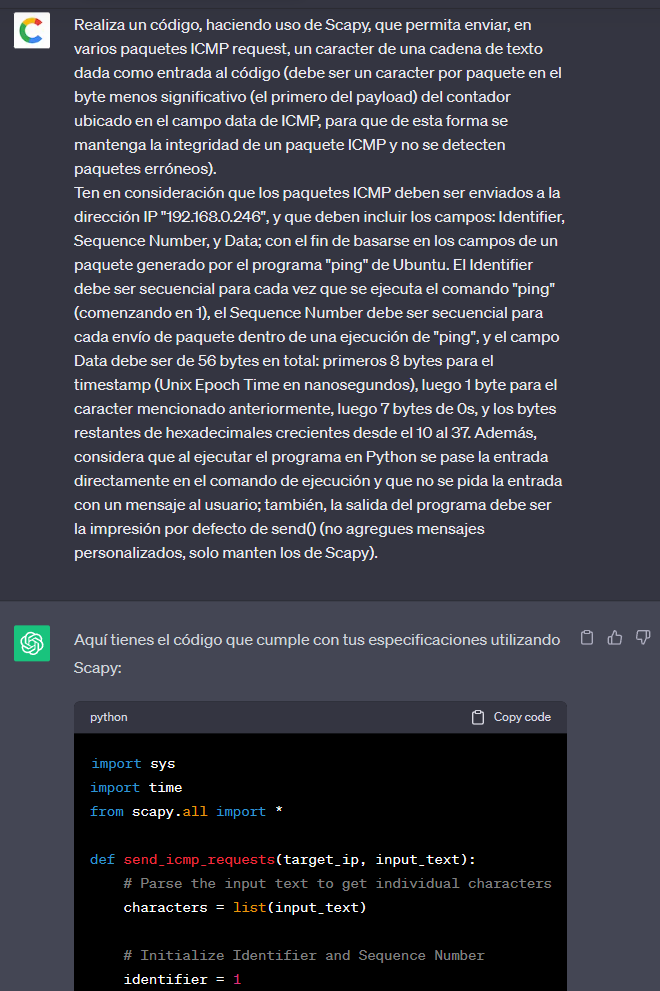 Realiza un código, haciendo uso de Scapy, que permita enviar, en
varios paquetes ICMP request, un caracter de una cadena de texto
dada como entrada al código (debe ser un caracter por paquete en el
byte menos significativo (el primero del payload) del contador
ubicado en el campo data de ICMP, para que de esta forma se
mantenga la integridad de un paquete ICMP y no se detecten
paquetes erróneos).
Ten en consideración que los paquetes ICMP deben ser enviados a la
dirección IP "192.168.0.246", y que deben incluir los campos: Identifier,
Sequence Number, y Data; con el fin de basarse en los campos de un
paquete generado por el programa "ping" de Ubuntu. El Identifier
debe ser secuencial para cada vez que se ejecuta el comando "ping"
(comenzando en 1), el Sequence Number debe ser secuencial para
cada envío de paquete dentro de una ejecución de "ping", y el campo
Data debe ser de 56 bytes en total: primeros 8 bytes para el
timestamp (Unix Epoch Time en nanosegundos), luego 1 byte para el
caracter mencionado anteriormente, luego 7 bytes de 0s, y los bytes
restantes de hexadecimales crecientes desde el 10 al 37. Además,
considera que al ejecutar el programa en Python se pase la entrada
directamente en el comando de ejecución y que no se pida la entrada
con un mensaje al usuario; también, la salida del programa debe ser
la impresión por defecto de send() (no agregues mensajes
personalizados, solo manten los de Scapy).
Aquí tienes el código que cumple con tus especificaciones utilizando
Scapy:
python Copy code
import sys
import time
from scapy.all import *
def send_icmp_requests(target_ip, input_text):
# Parse the input text to get individual characters
characters = list(input_text)
# Initialize Identifier and Sequence Number
identifier = 1